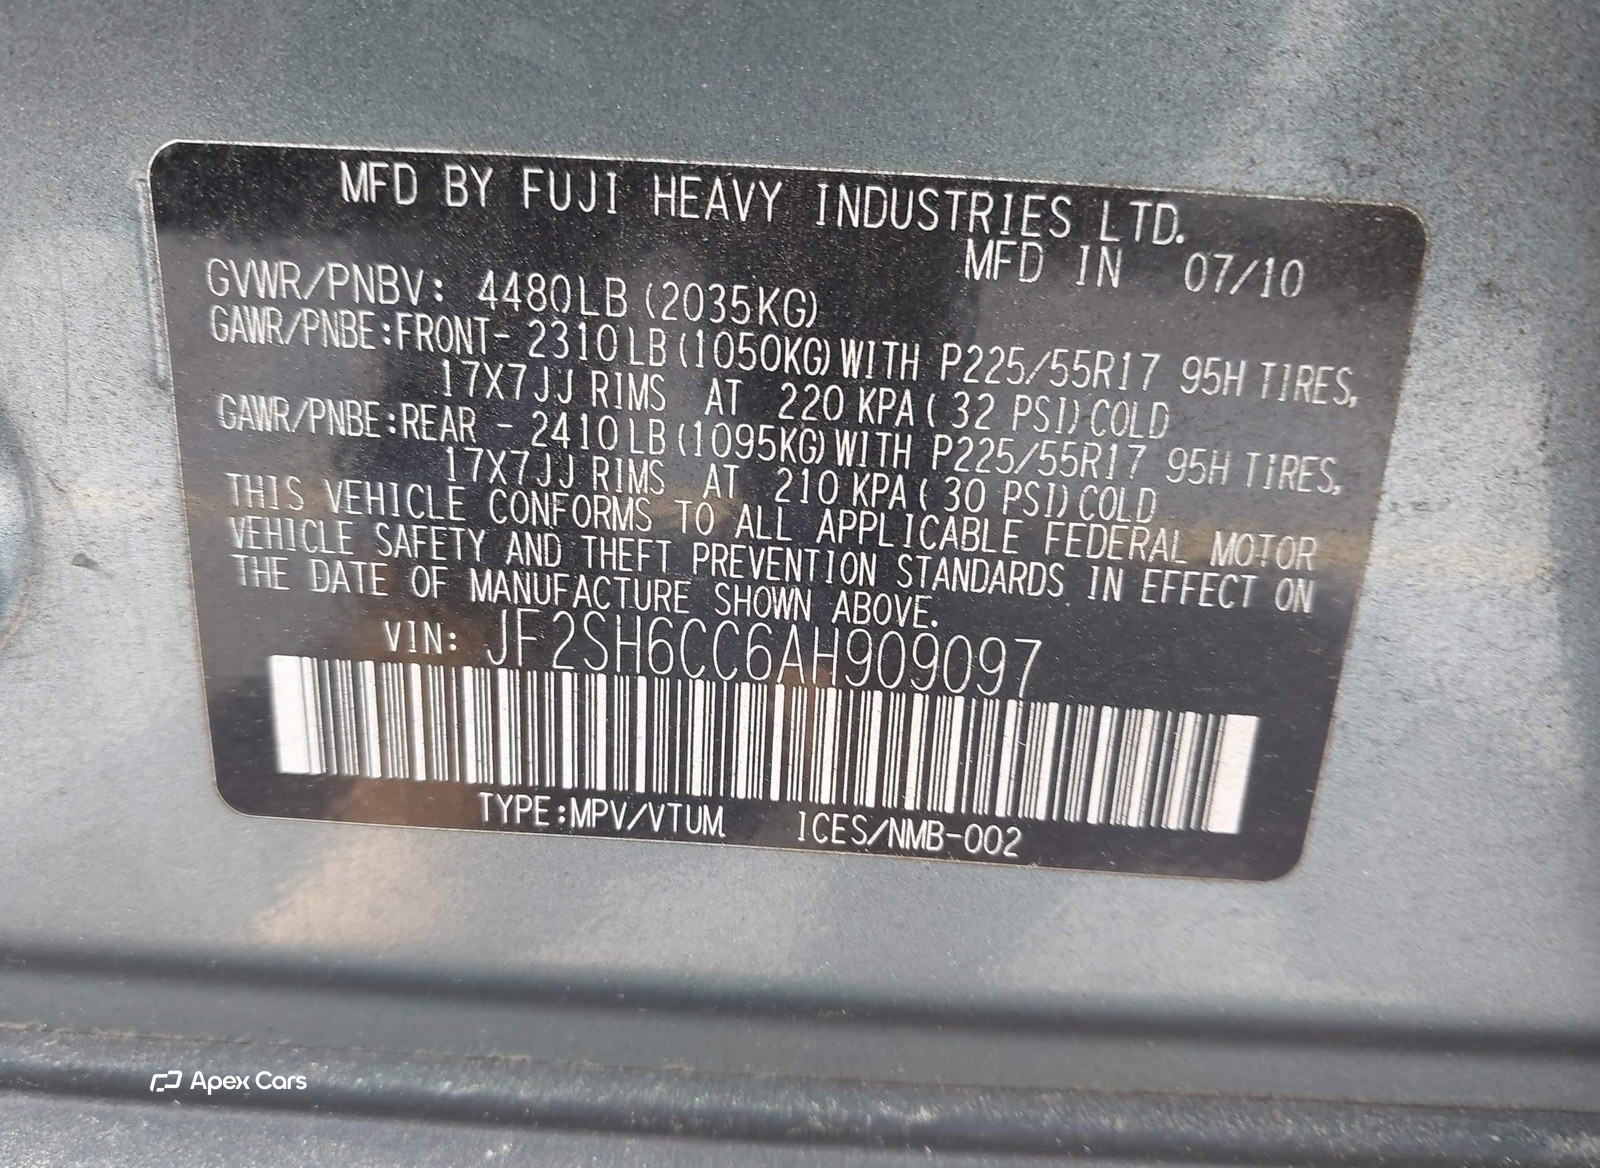 MFD BY FUJI HEAVY INDUSTRIES LTD.
MFD IN 07/10
GVWR/PNBV: 4480LB (2035KG)
GAWR/PNBE:FRONT- 2310LB(1050KG)WITH P225/55R17 95H TIRES,
17X7JJ RIMS AT 220 KPA( 32 PSI)COLD
GAWR/PNBE:REAR - 2410LB(1095KG)WITH P225/55R17 95H TIRES,
17X7JJ RIMS AT 210 KPA( 30 PSI)COLD
THIS VEHICLE CONFORMS TO ALL APPLICABLE FEDERAL MOTOR
VEHICLE SAFETY AND THEFT PREVENTION STANDARDS IN EFFECT ON
THE DATE OF MANUFACTURE SHOWN ABOVE.
VIN: JF2SH6CC6AH909097
TYPE:MPV/VTUM ICES/NMB-002
Apex Cars